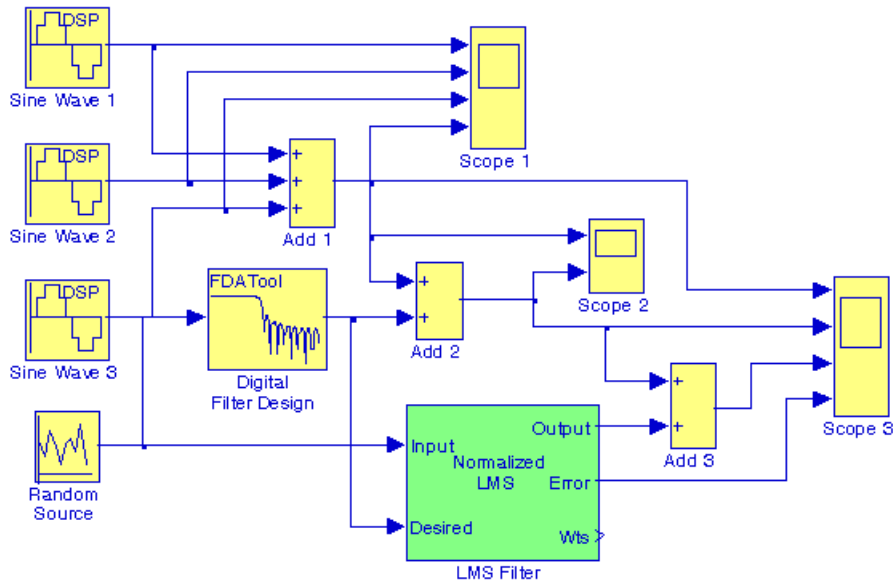 DSP
Sine Wave 1
Scope 1
DSP
Sine Wave 2
+
+
+
Add 1
Scope 2
DSP
Sine Wave 3
FDATool
Digital
Filter Design
+
+
Add 2
+
+
Add 3
Scope 3
Random
Source
Input
Normalized
LMS
Output
Error
Desired
Wts
LMS Filter